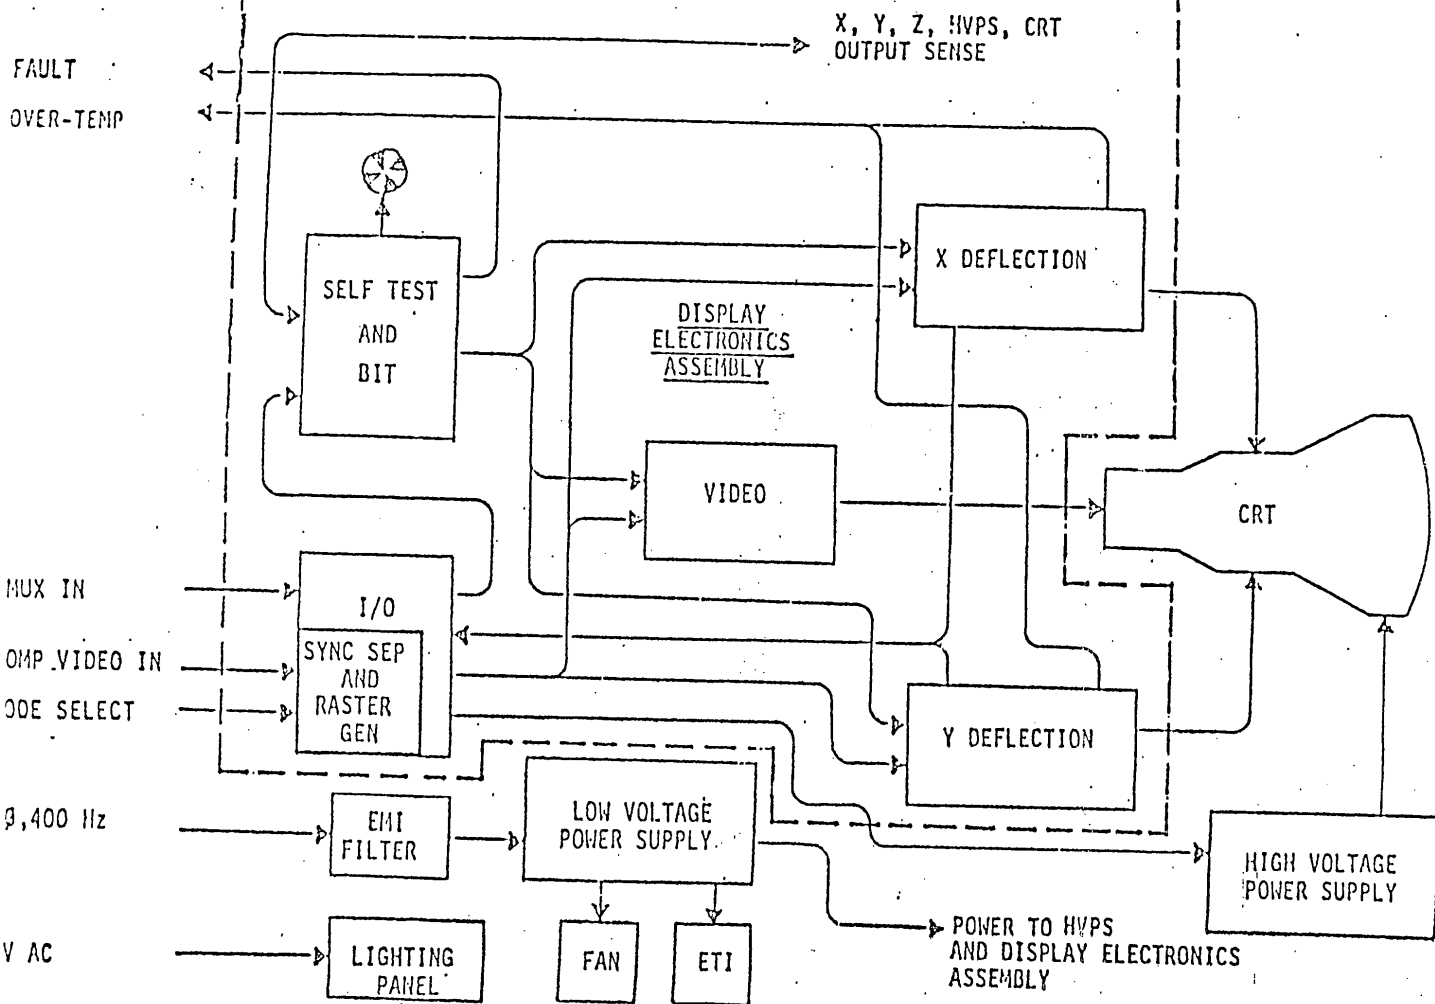 X, Y, Z, HVPS, CRT
OUTPUT SENSE
FAULT
OVER-TEMP
SELF TEST
AND
BIT
X DEFLECTION
DISPLAY
ELECTRONICS
ASSEMBLY
VIDEO
CRT
MUX IN
I/O
OMP VIDEO IN
SYNC SEP
AND
RASTER
GEN
ODE SELECT
Y DEFLECTION
Ø,400 Hz
EMI
FILTER
LOW VOLTAGE
POWER SUPPLY
HIGH VOLTAGE
POWER SUPPLY
V AC
LIGHTING
PANEL
FAN
ETI
POWER TO HVPS
AND DISPLAY ELECTRONICS
ASSEMBLY